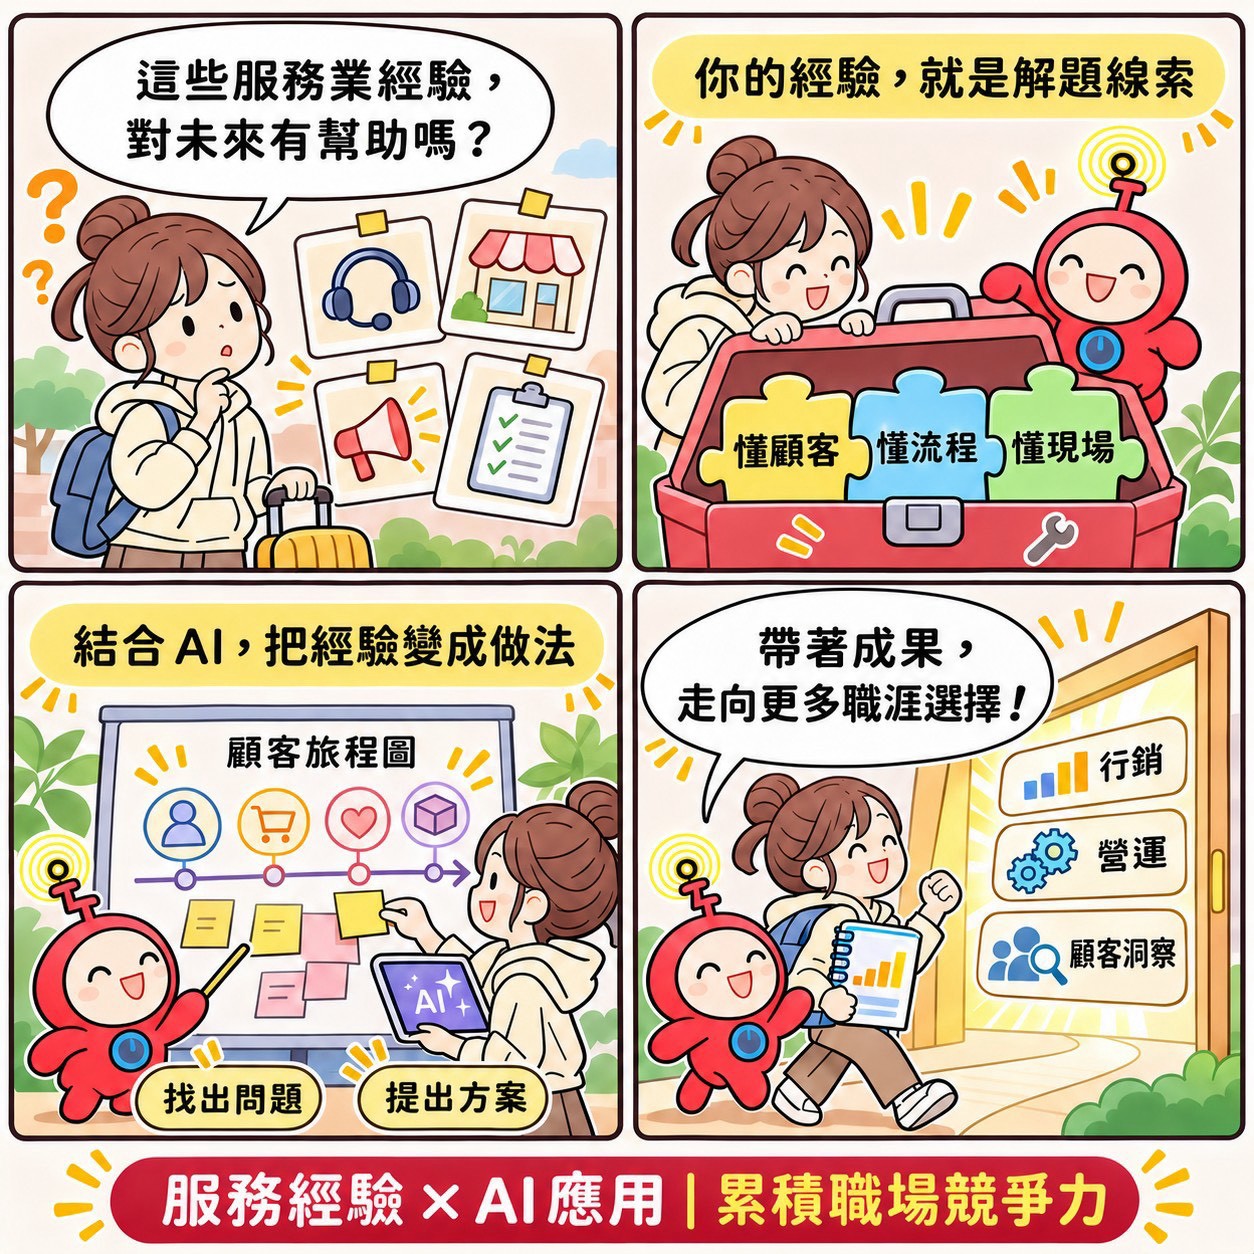 這些服務業經驗，
對未來有幫助嗎？
你的經驗，就是解題線索
懂顧客
懂流程
懂現場
結合 AI，把經驗變成做法
顧客旅程圖
AI
找出問題
提出方案
帶著成果，
走向更多職涯選擇！
行銷
營運
顧客洞察
服務經驗 × AI 應用｜累積職場競爭力